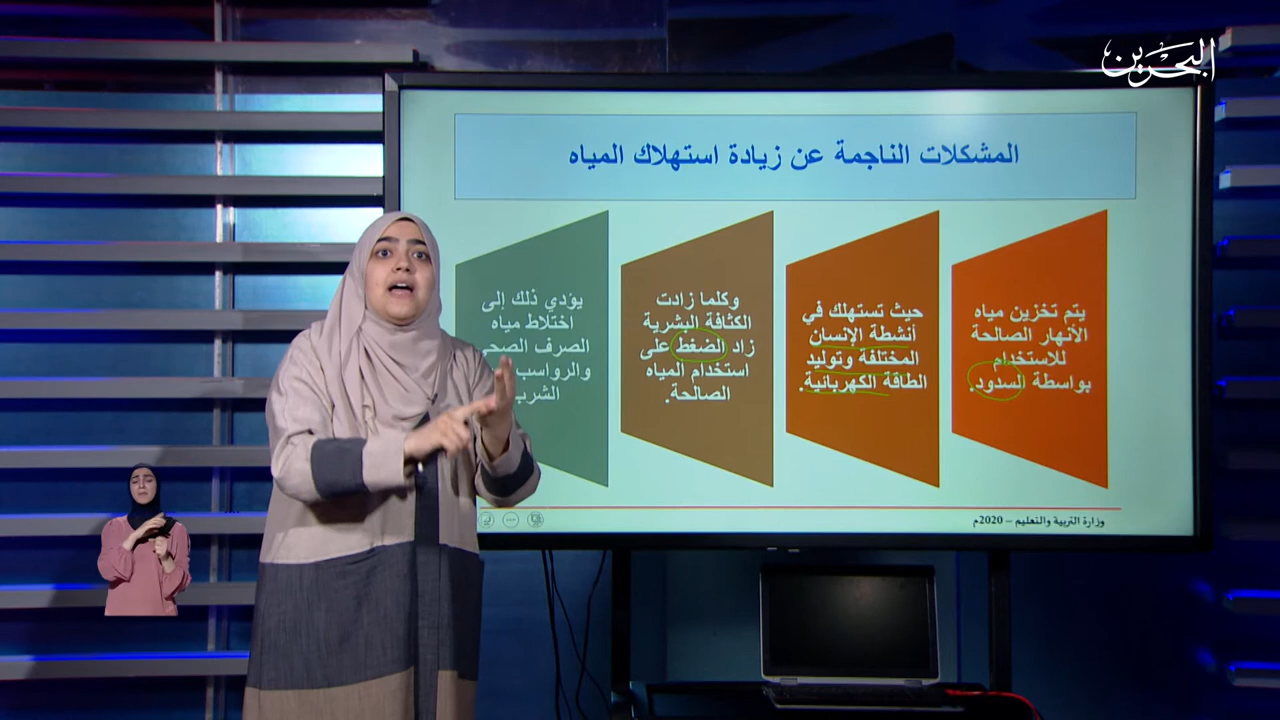 البحرين
المشكلات الناجمة عن زيادة استهلاك المياه
يتم تخزين مياه
الأنهار الصالحة
للاستخدام
بواسطة السدود.
حيث تستهلك في
أنشطة الإنسان
المختلفة وتوليد
الطاقة الكهربائية.
وكلما زادت
الكثافة البشرية
زاد الضغط على
استخدام المياه
الصالحة.
يؤدي ذلك إلى
اختلاط مياه
الصرف الصحي
والرواسب
الشرب
وزارة التربية والتعليم – 2020م